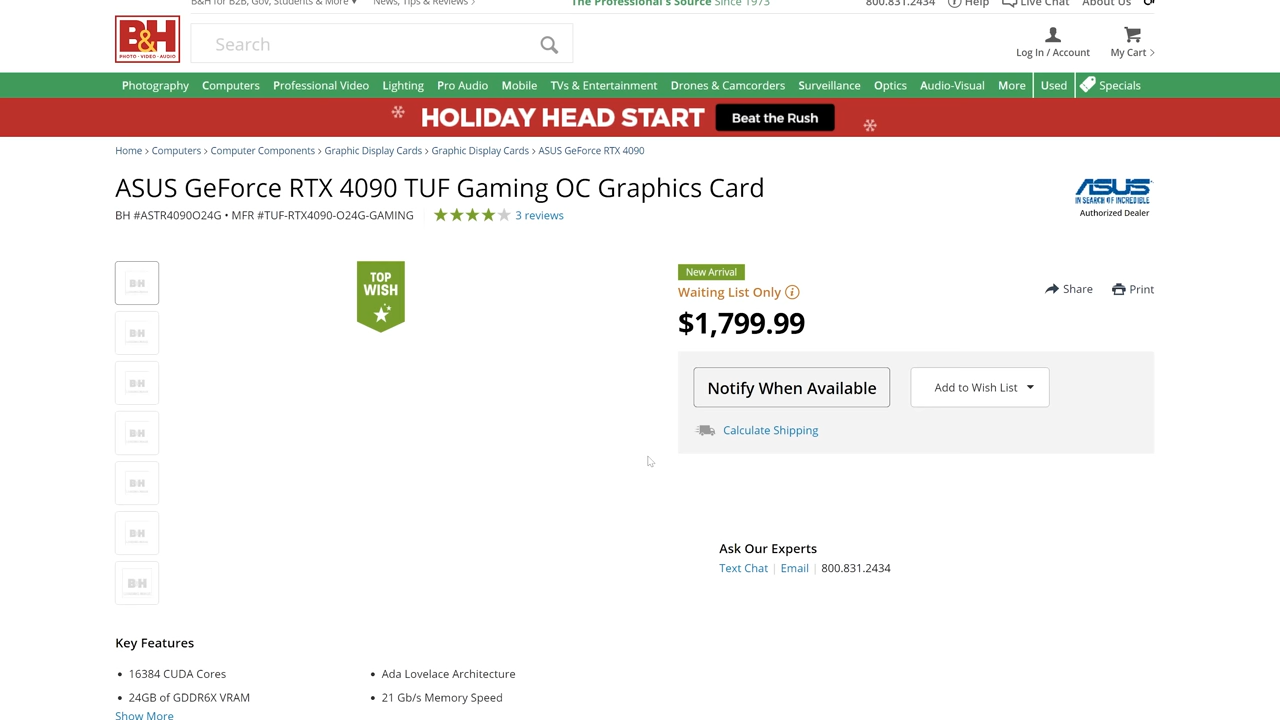 B&H for B2B, Gov, Students & More
News, Tips & Reviews
The Professional's Source Since 1973
800.831.2434
Help
Live Chat
About Us
B&H
PHOTO • VIDEO • AUDIO
Search
Log In / Account
My Cart
Photography
Computers
Professional Video
Lighting
Pro Audio
Mobile
TVs & Entertainment
Drones & Camcorders
Surveillance
Optics
Audio-Visual
More
Used
Specials
HOLIDAY HEAD START
Beat the Rush
Home › Computers › Computer Components › Graphic Display Cards › Graphic Display Cards › ASUS GeForce RTX 4090
ASUS GeForce RTX 4090 TUF Gaming OC Graphics Card
BH #ASTR4090O24G • MFR #TUF-RTX4090-O24G-GAMING
3 reviews
ASUS
IN SEARCH OF INCREDIBLE
Authorized Dealer
B&H
B&H
B&H
B&H
B&H
B&H
B&H
TOP
WISH
New Arrival
Waiting List Only
Share
Print
$1,799.99
Notify When Available
Add to Wish List
Calculate Shipping
Ask Our Experts
Text Chat | Email | 800.831.2434
Key Features
• 16384 CUDA Cores
• Ada Lovelace Architecture
• 24GB of GDDR6X VRAM
• 21 Gb/s Memory Speed
Show More